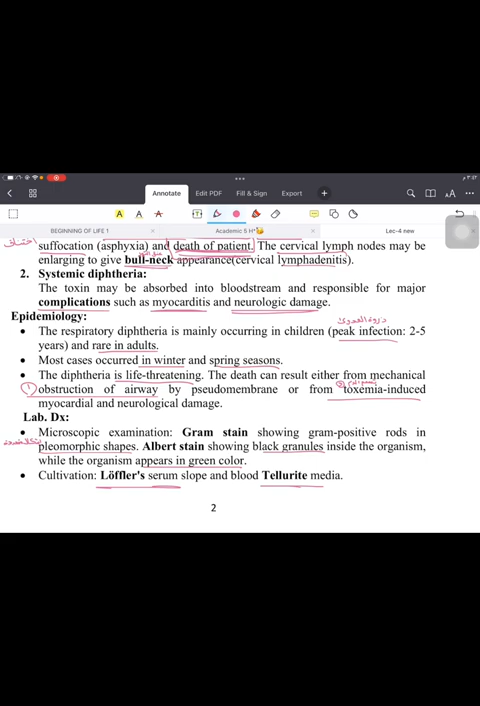 ٣:٥٢ م
Annotate
Edit PDF
Fill & Sign
Export
AA
T
A A A
BEGINNING OF LIFE 1
Academic 5 H*
Lec-4 new
اختناق
suffocation (asphyxia) and death of patient. The cervical lymph nodes may be
enlarging to give bull-neck appearance(cervical lymphadenitis).
2. Systemic diphtheria:
The toxin may be absorbed into bloodstream and responsible for major
complications such as myocarditis and neurologic damage.
ذروة العدوى
Epidemiology:
• The respiratory diphtheria is mainly occurring in children (peak infection: 2-5
years) and rare in adults.
• Most cases occurred in winter and spring seasons.
• The diphtheria is life-threatening. The death can result either from mechanical
① obstruction of airway by pseudomembrane or from ② toxemia-induced
myocardial and neurological damage.
Lab. Dx:
• Microscopic examination: Gram stain showing gram-positive rods in
pleomorphic shapes. Albert stain showing black granules inside the organism,
while the organism appears in green color.
• Cultivation: Löffler's serum slope and blood Tellurite media.
2